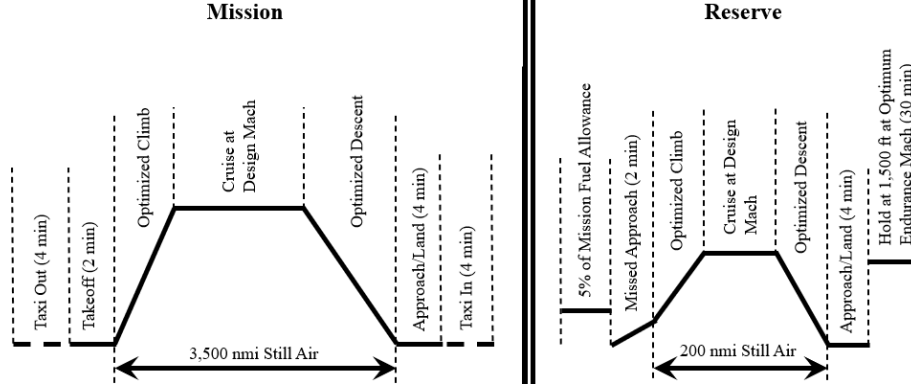 Mission
Reserve
Taxi Out (4 min)
Takeoff (2 min)
Optimized Climb
Cruise at
Design Mach
Optimized Descent
Approach/Land (4 min)
Taxi In (4 min)
3,500 nmi Still Air
5% of Mission Fuel Allowance
Missed Approach (2 min)
Optimized Climb
Cruise at Design
Mach
Optimized Descent
Approach/Land (4 min)
Hold at 1,500 ft at Optimum
Endurance Mach (30 min)
200 nmi Still Air